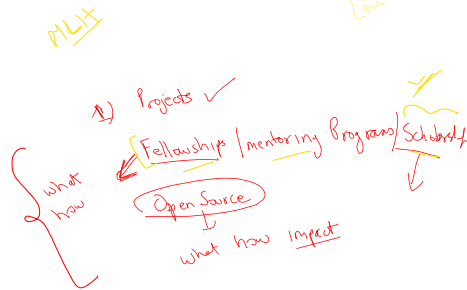 MLH
1) Projects
Fellowships / mentoring Programs / Scholarship
what
how
Open Source
what how impact